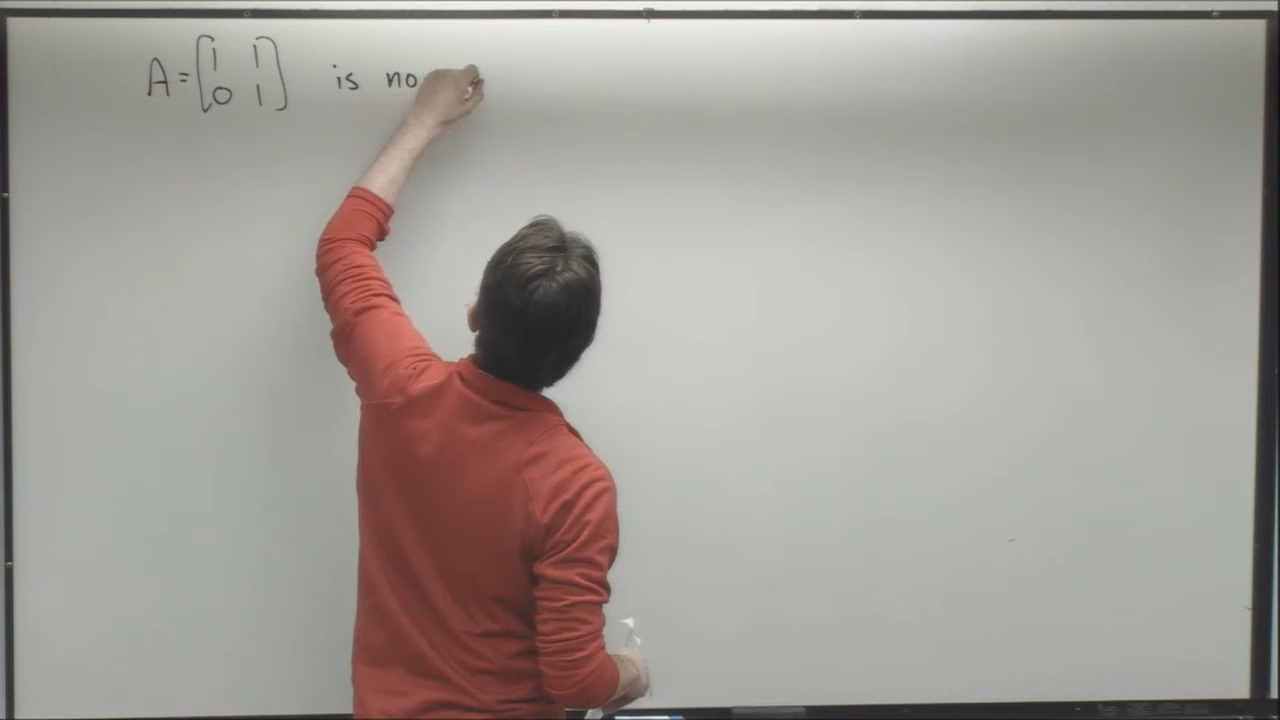 A = [1 1; 0 1] is no